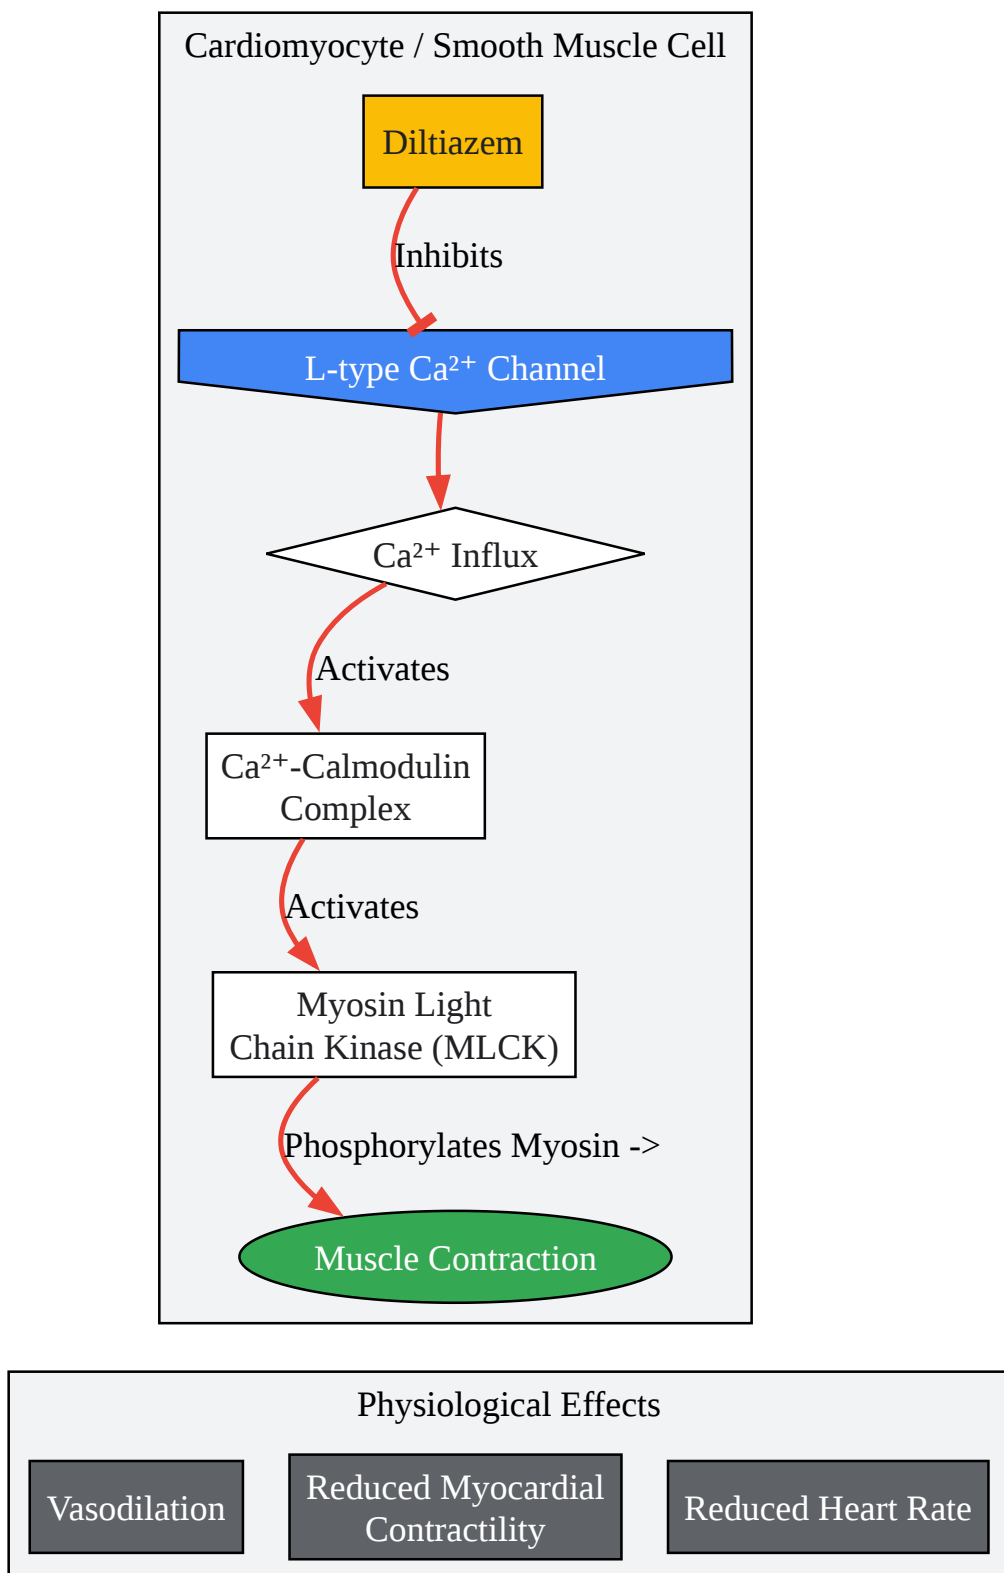 Cardiomyocyte / Smooth Muscle Cell
Diltiazem
Inhibits
L-type Ca²⁺ Channel
Ca²⁺ Influx
Activates
Ca²⁺-Calmodulin
Complex
Activates
Myosin Light
Chain Kinase (MLCK)
Phosphorylates Myosin ->
Muscle Contraction
Physiological Effects
Vasodilation
Reduced Myocardial
Contractility
Reduced Heart Rate